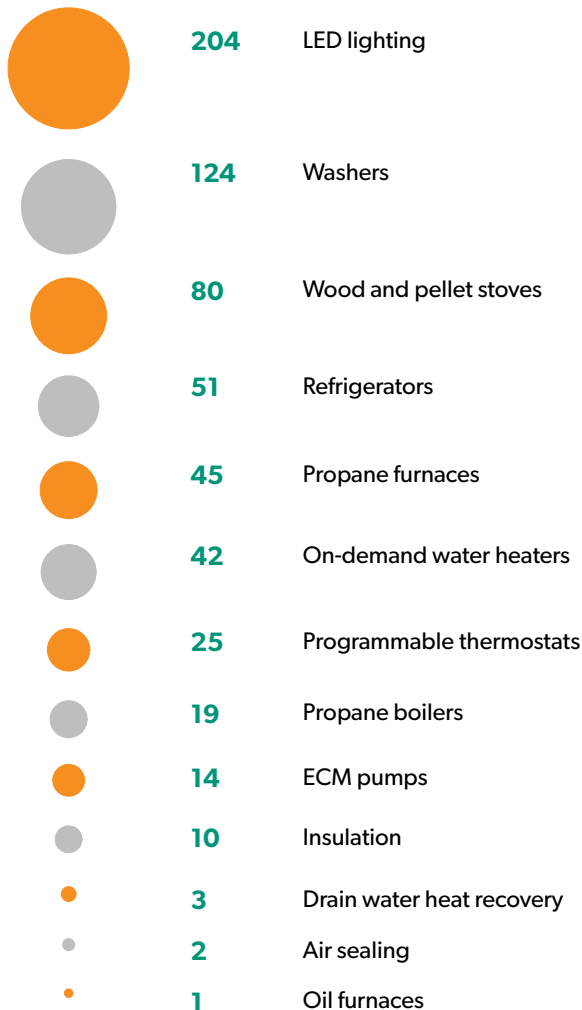 204 LED lighting
124 Washers
80 Wood and pellet stoves
51 Refrigerators
45 Propane furnaces
42 On-demand water heaters
25 Programmable thermostats
19 Propane boilers
14 ECM pumps
10 Insulation
3 Drain water heat recovery
2 Air sealing
1 Oil furnaces